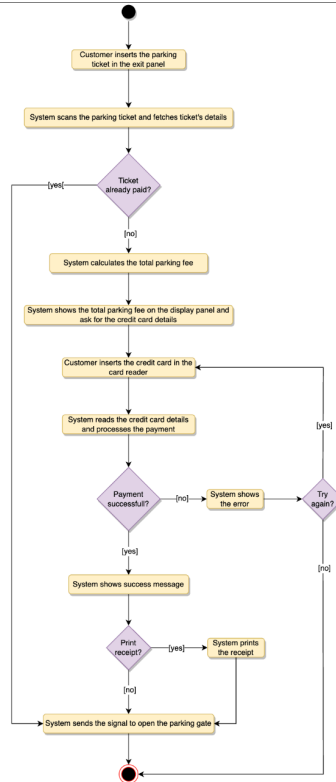 Customer inserts the parking
ticket in the exit panel
System scans the parking ticket and fetches ticket's details
Ticket
already paid?
[yes[
[no]
System calculates the total parking fee
System shows the total parking fee on the display panel and
ask for the credit card details
Customer inserts the credit card in the
card reader
[yes]
System reads the credit card details
and processes the payment
Payment
successfull?
[no]
System shows
the error
Try
again?
[yes]
[no]
System shows success message
Print
receipt?
[yes]
System prints
the receipt
[no]
System sends the signal to open the parking gate